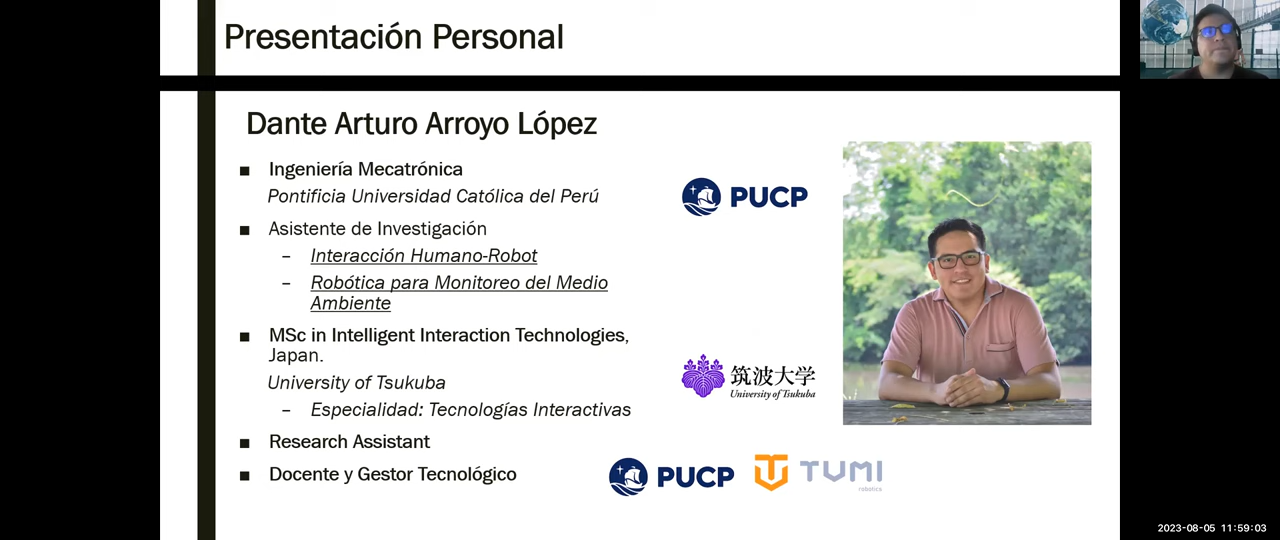 Presentación Personal
Dante Arturo Arroyo López
■ Ingeniería Mecatrónica
Pontificia Universidad Católica del Perú
PUCP
■ Asistente de Investigación
– Interacción Humano-Robot
– Robótica para Monitoreo del Medio
Ambiente
■ MSc in Intelligent Interaction Technologies,
Japan.
University of Tsukuba
筑波大学
University of Tsukuba
– Especialidad: Tecnologías Interactivas
■ Research Assistant
■ Docente y Gestor Tecnológico
PUCP
TUMI
robotics
2023-08-05 11:59:03